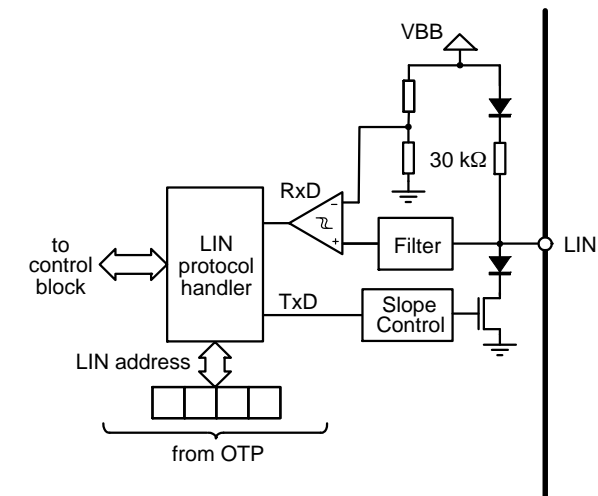 VBB
30 kΩ
RxD
−
+
Filter
LIN
to
control
block
LIN
protocol
handler
TxD
Slope
Control
LIN address
from OTP